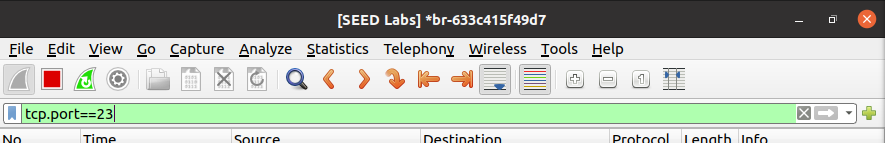 [SEED Labs] *br-633c415f49d7
File Edit View Go Capture Analyze Statistics Telephony Wireless Tools Help
tcp.port==23
No. Time Source Destination Protocol Length Info